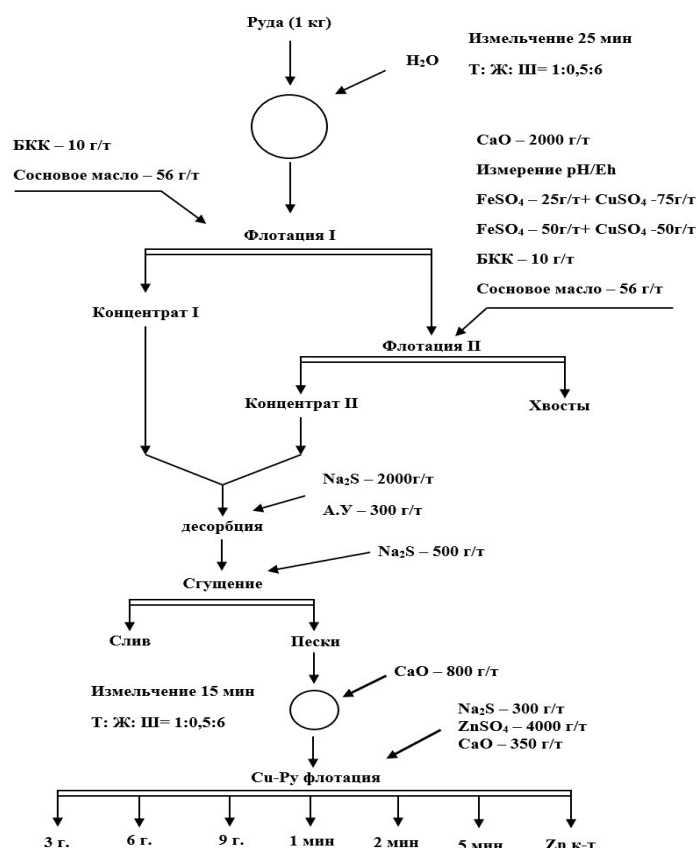 Руда (1 кг)
H₂O
Измельчение 25 мин
Т: Ж: Ш= 1:0,5:6
БКК – 10 г/т
Сосновое масло – 56 г/т
CaO – 2000 г/т
Измерение pH/Eh
FeSO₄ – 25г/т+ CuSO₄ -75г/т
FeSO₄ – 50г/т+ CuSO₄ -50г/т
БКК – 10 г/т
Сосновое масло – 56 г/т
Флотация I
Концентрат I
Флотация II
Концентрат II
Хвосты
Na₂S – 2000г/т
А.У – 300 г/т
десорбция
Na₂S – 500 г/т
Сгущение
Слив
Пески
CaO – 800 г/т
Измельчение 15 мин
Т: Ж: Ш= 1:0,5:6
Na₂S – 300 г/т
ZnSO₄ – 4000 г/т
CaO – 350 г/т
Cu-Py флотация
3 г.
6 г.
9 г.
1 мин
2 мин
5 мин
Zn к-т